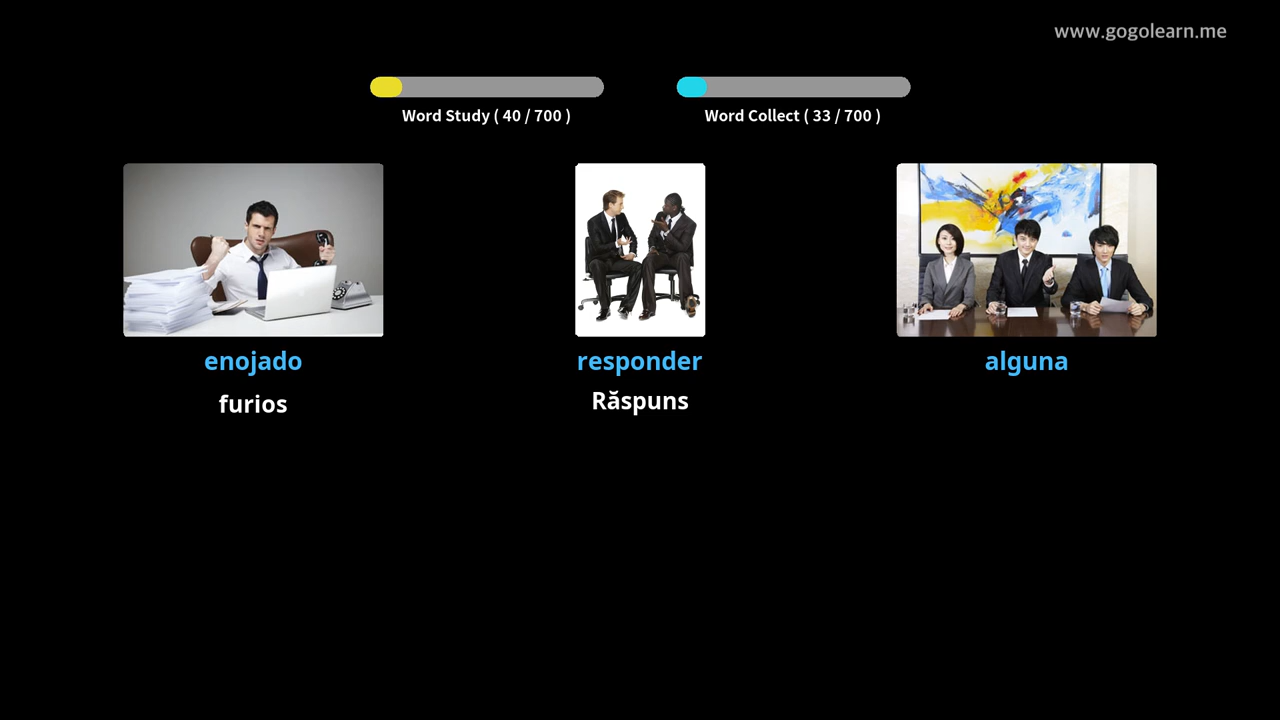 www.gogolearn.me
Word Study ( 40 / 700 )
Word Collect ( 33 / 700 )
enojado
responder
alguna
furios
Răspuns